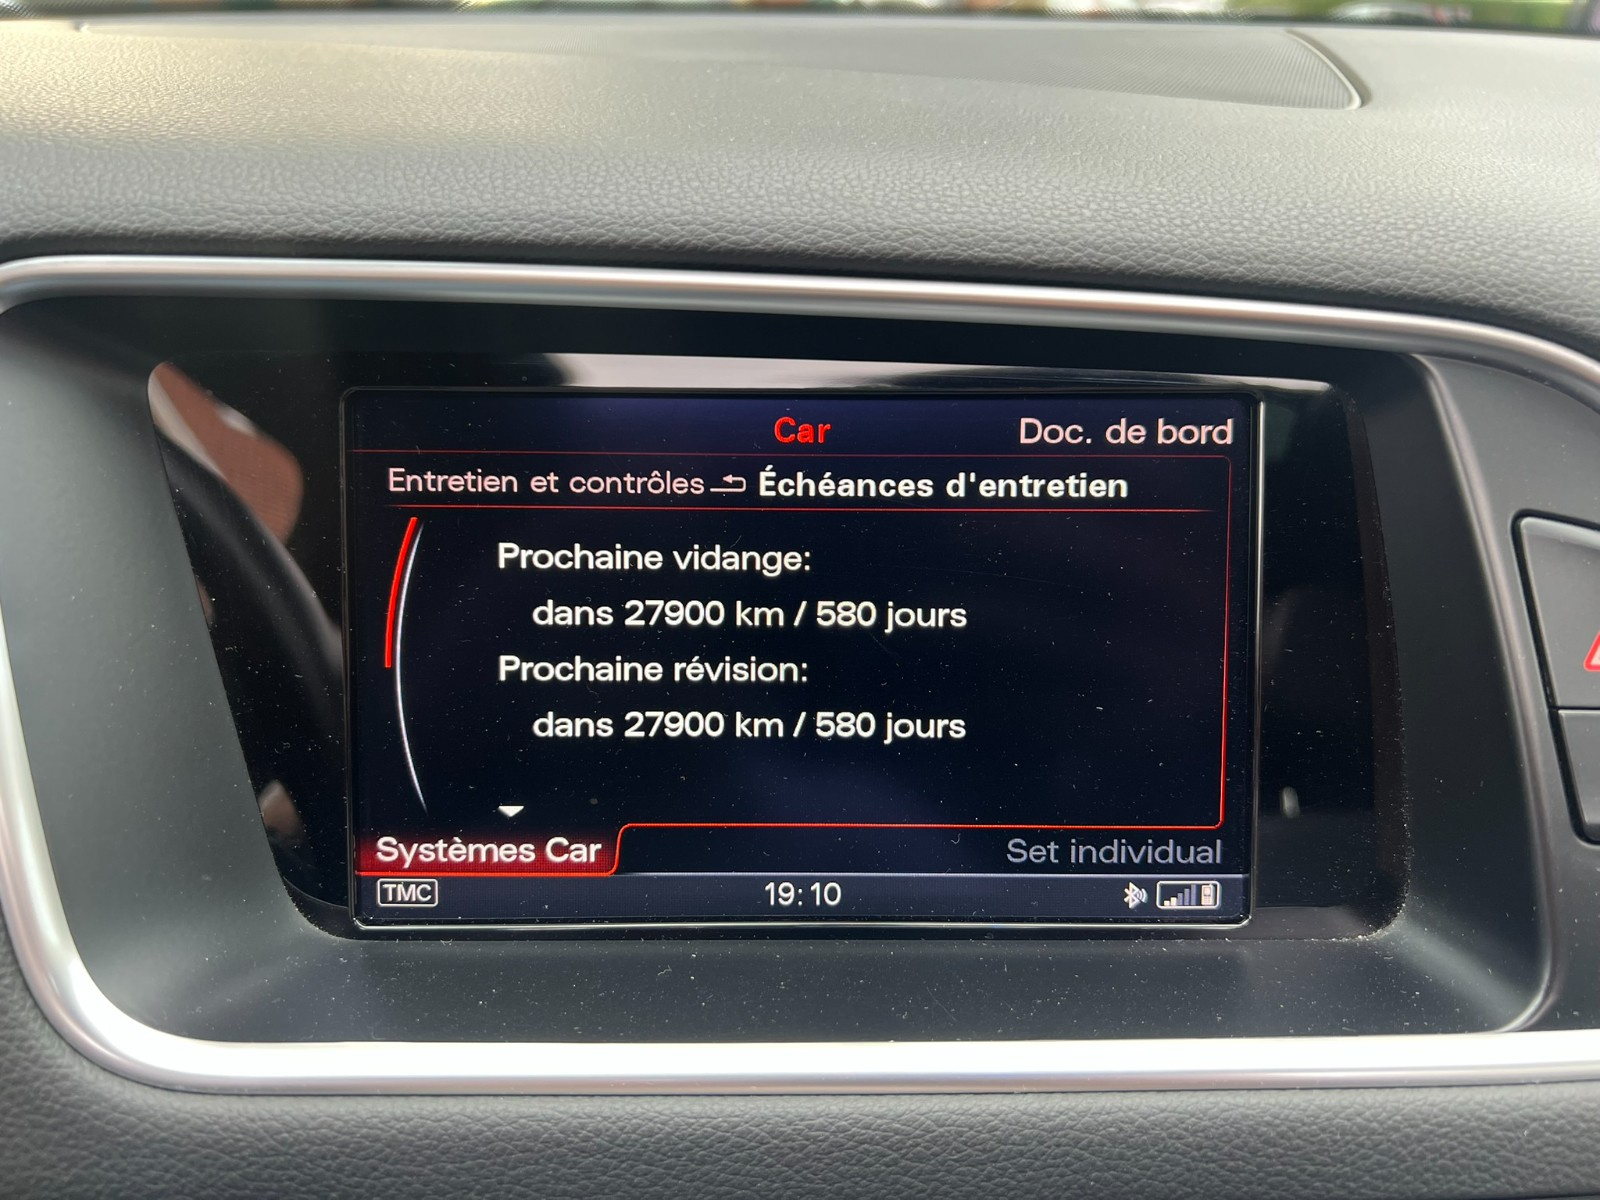 Car
Doc. de bord
Entretien et contrôles Échéances d'entretien
Prochaine vidange:
dans 27900 km / 580 jours
Prochaine révision:
dans 27900 km / 580 jours
Systèmes Car
Set individual
TMC
19:10